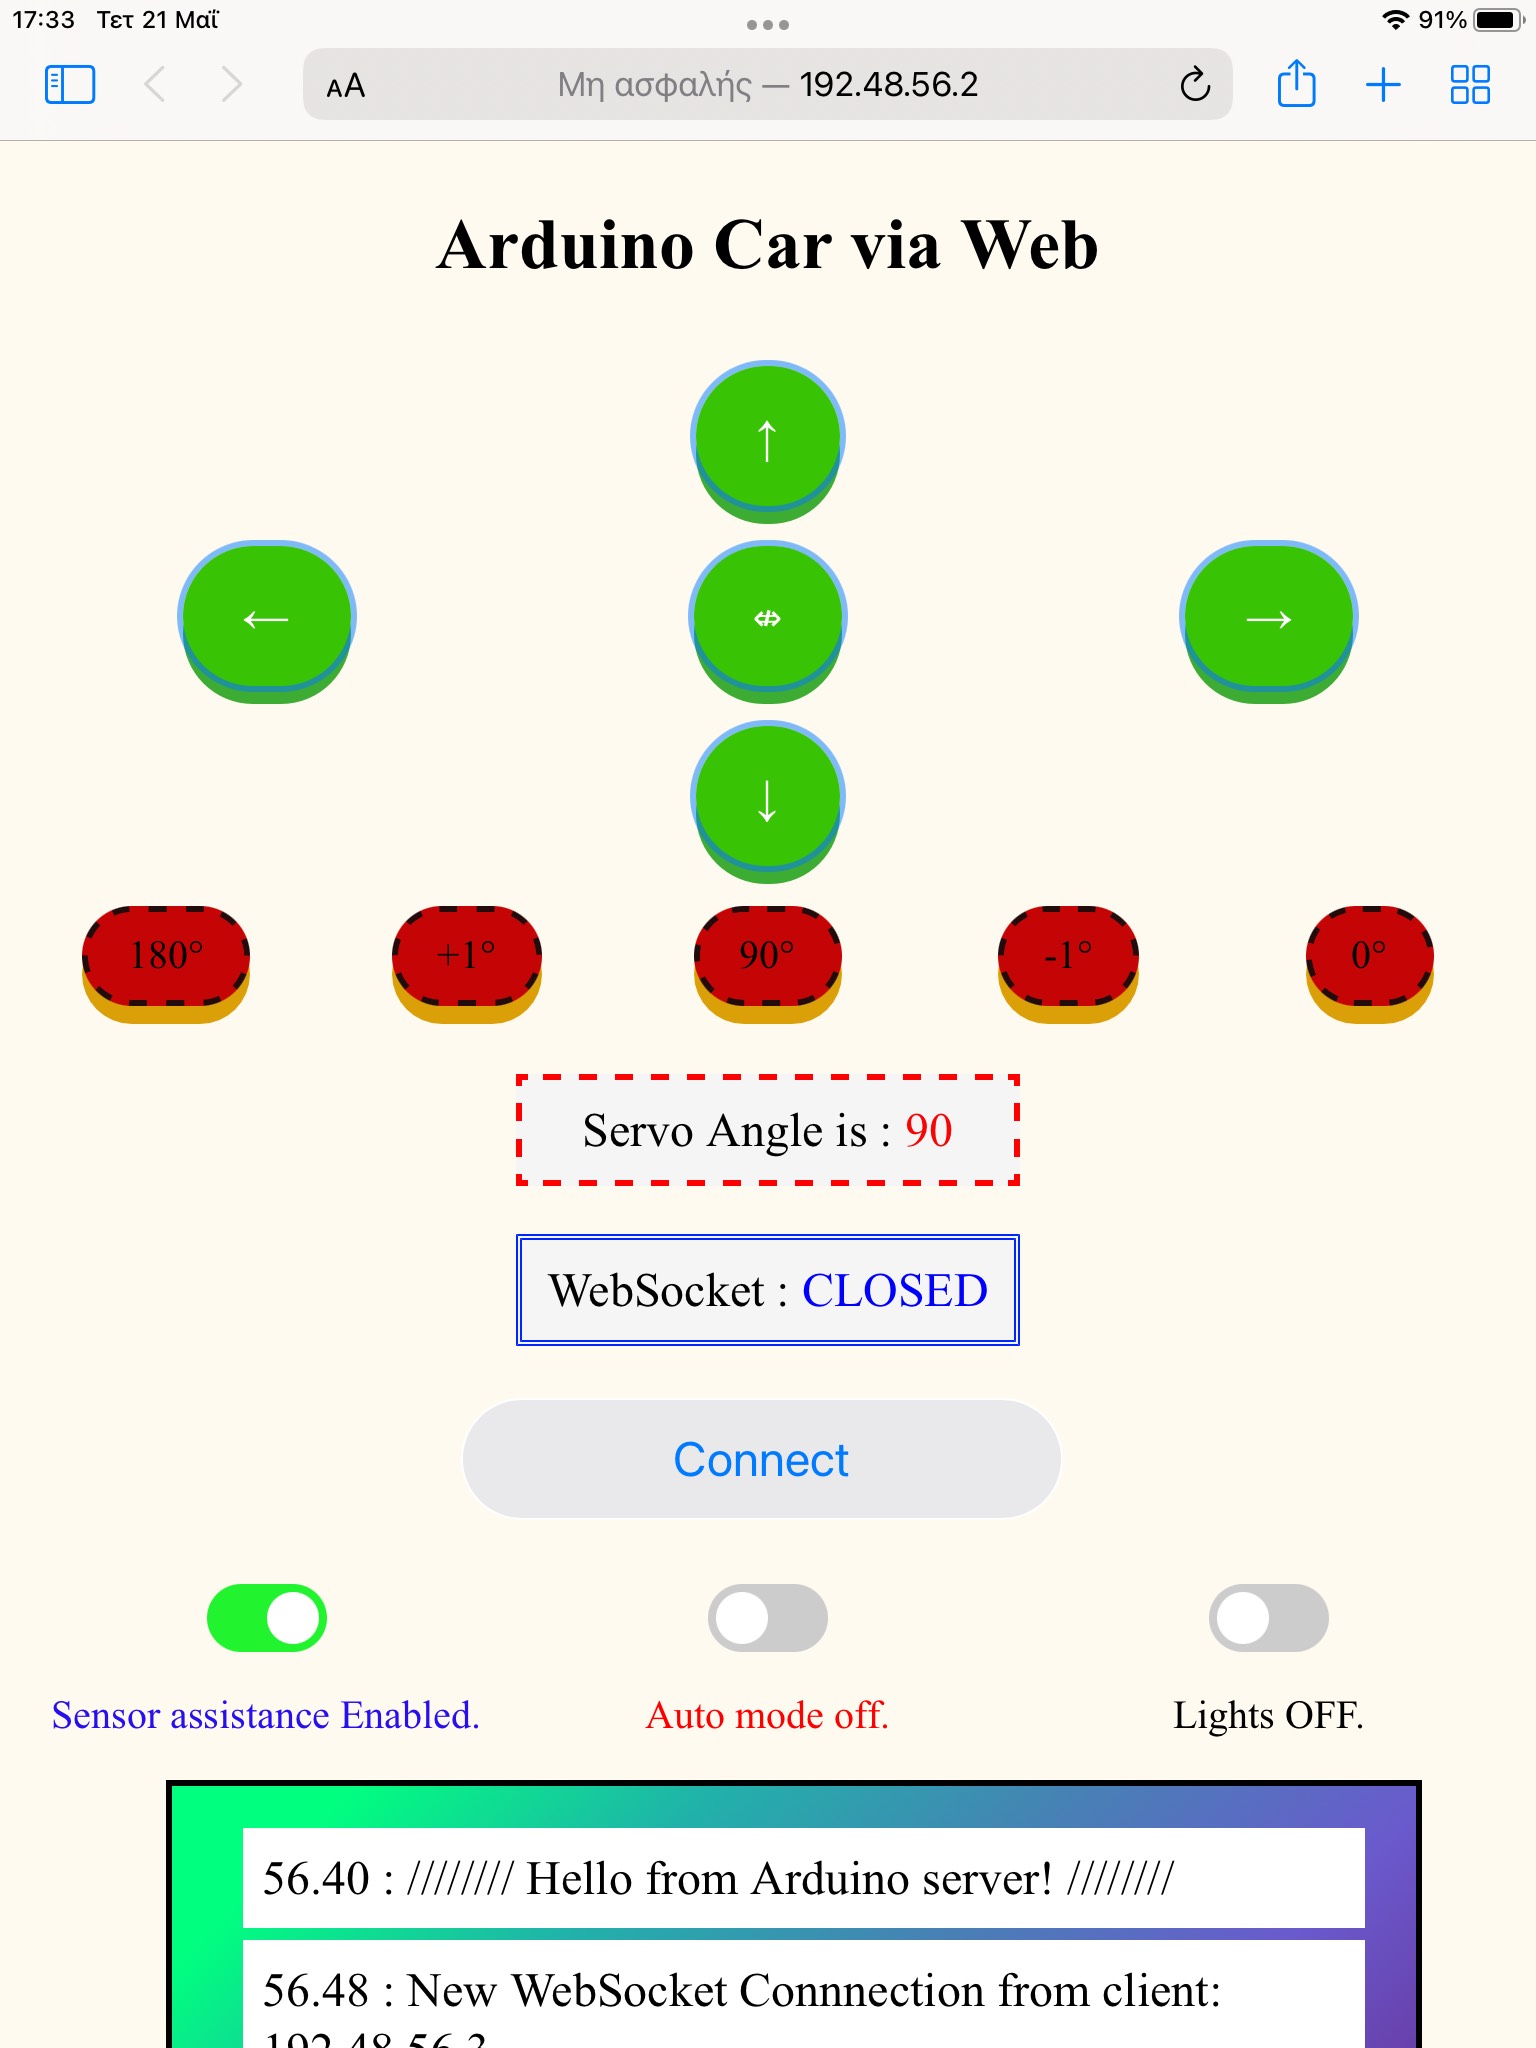 17:33 Τετ 21 Μαΐ
91%
AA Μη ασφαλής — 192.48.56.2
Arduino Car via Web
↑
← ⇎ →
↓
180° +1° 90° -1° 0°
Servo Angle is : 90
WebSocket : CLOSED
Connect
Sensor assistance Enabled. Auto mode off. Lights OFF.
56.40 : //////// Hello from Arduino server! ////////
56.48 : New WebSocket Connnection from client: